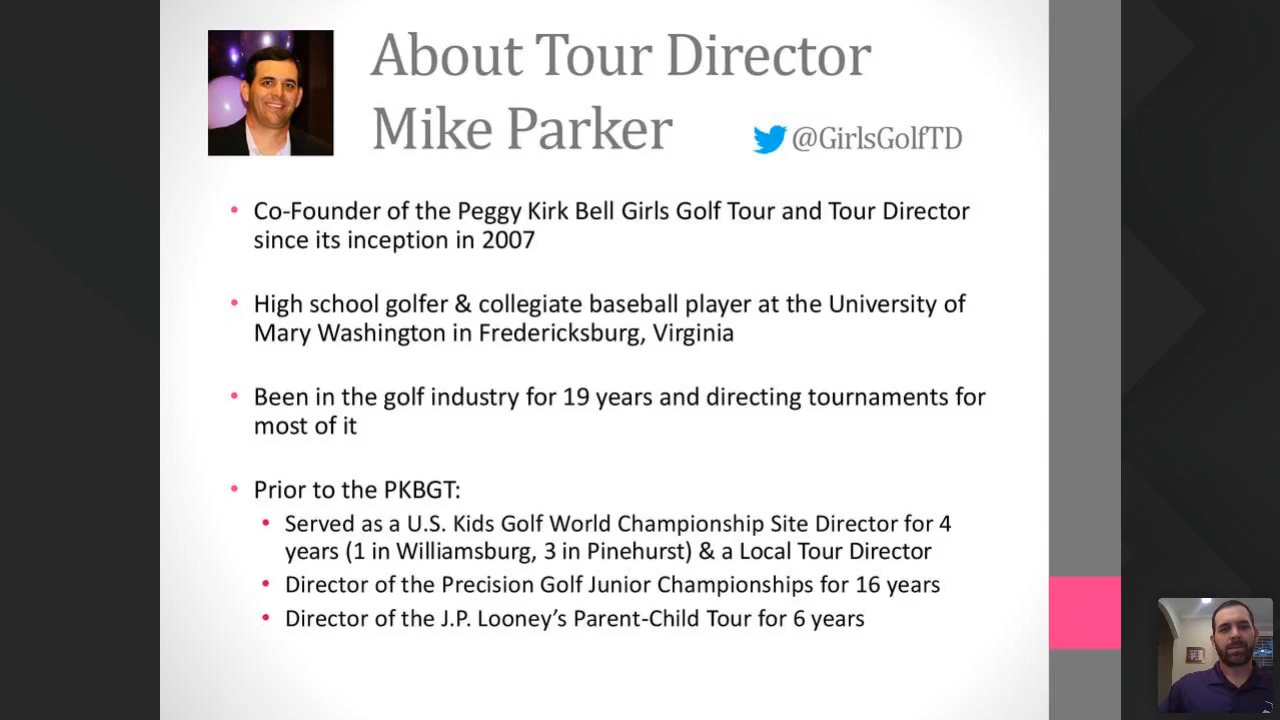 About Tour Director
Mike Parker
@GirlsGolfTD
• Co-Founder of the Peggy Kirk Bell Girls Golf Tour and Tour Director
since its inception in 2007
• High school golfer & collegiate baseball player at the University of
Mary Washington in Fredericksburg, Virginia
• Been in the golf industry for 19 years and directing tournaments for
most of it
• Prior to the PKBGT:
• Served as a U.S. Kids Golf World Championship Site Director for 4
years (1 in Williamsburg, 3 in Pinehurst) & a Local Tour Director
• Director of the Precision Golf Junior Championships for 16 years
• Director of the J.P. Looney’s Parent-Child Tour for 6 years